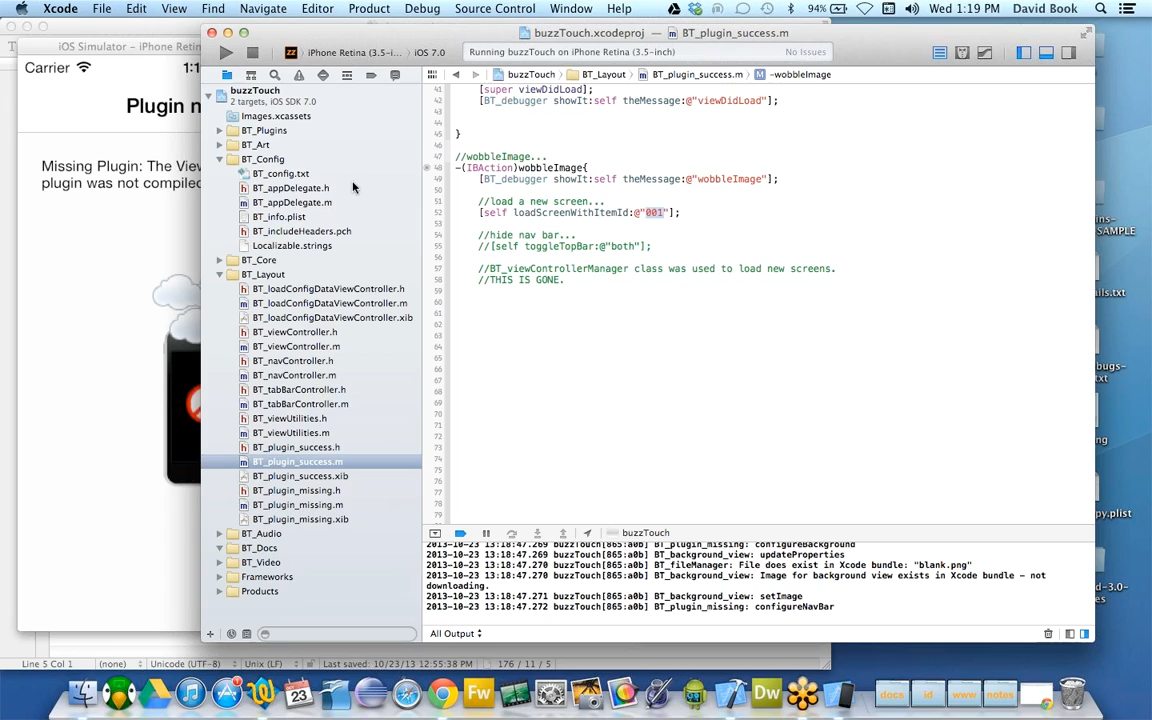 Xcode File Edit View Find Navigate Editor Product Debug Source Control Window Help 94% Wed 1:19 PM David Book
iOS Simulator - iPhone Retina (3.5-
buzzTouch.xcodeproj — BT_plugin_success.m
iPhone Retina (3.5-i... iOS 7.0
Running buzzTouch on iPhone Retina (3.5-inch)
No Issues
Carrier
Plugin n
Missing Plugin: The View
plugin was not compiled
buzzTouch BT_Layout BT_plugin_success.m -wobbleImage
buzzTouch
2 targets, iOS SDK 7.0
Images.xcassets
BT_Plugins
BT_Art
BT_Config
BT_config.txt
BT_appDelegate.h
BT_appDelegate.m
BT_info.plist
BT_includeHeaders.pch
Localizable.strings
BT_Core
BT_Layout
BT_loadConfigDataViewController.h
BT_loadConfigDataViewController.m
BT_loadConfigDataViewController.xib
BT_viewController.h
BT_viewController.m
BT_navController.h
BT_navController.m
BT_tabBarController.h
BT_tabBarController.m
BT_viewUtilities.h
BT_viewUtilities.m
BT_plugin_success.h
BT_plugin_success.m
BT_plugin_success.xib
BT_plugin_missing.h
BT_plugin_missing.m
BT_plugin_missing.xib
BT_Audio
BT_Docs
BT_Video
Frameworks
Products
[super viewDidLoad];
[BT_debugger showIt:self theMessage:@"viewDidLoad"];
}
//wobbleImage...
-(IBAction)wobbleImage{
[BT_debugger showIt:self theMessage:@"wobbleImage"];
//load a new screen...
[self loadScreenWithItemId:@"001"];
//hide nav bar...
//[self toggleTopBar:@"both"];
//BT_viewControllerManager class was used to load new screens.
//THIS IS GONE.
buzzTouch
2013-10-23 13:18:47.269 buzzTouch[865:a0b] BT_plugin_missing: configureBackground
2013-10-23 13:18:47.269 buzzTouch[865:a0b] BT_background_view: updateProperties
2013-10-23 13:18:47.270 buzzTouch[865:a0b] BT_fileManager: File does exist in Xcode bundle: "blank.png"
2013-10-23 13:18:47.270 buzzTouch[865:a0b] BT_background_view: Image for background view exists in Xcode bundle - not
downloading.
2013-10-23 13:18:47.271 buzzTouch[865:a0b] BT_background_view: setImage
2013-10-23 13:18:47.272 buzzTouch[865:a0b] BT_plugin_missing: configureNavBar
All Output
Line 5 Col 1 (none) Unicode (UTF-8) Unix (LF) Last saved: 10/23/13 12:55:38 PM 176 / 11 / 5
23 Fw Dw docs id www notes